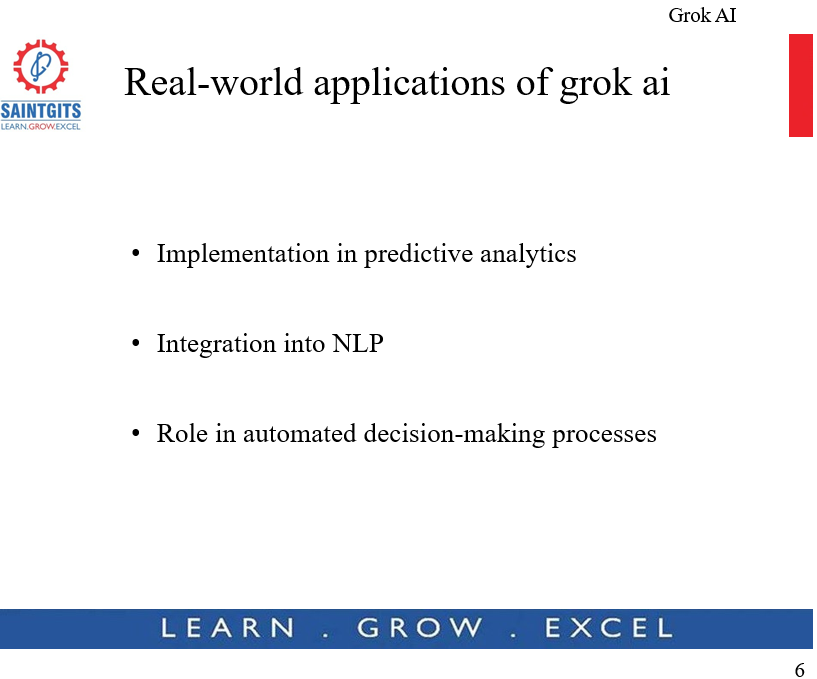 Grok AI
SAINTGITS
LEARN.GROW.EXCEL
Real-world applications of grok ai
• Implementation in predictive analytics
• Integration into NLP
• Role in automated decision-making processes
LEARN . GROW . EXCEL
6